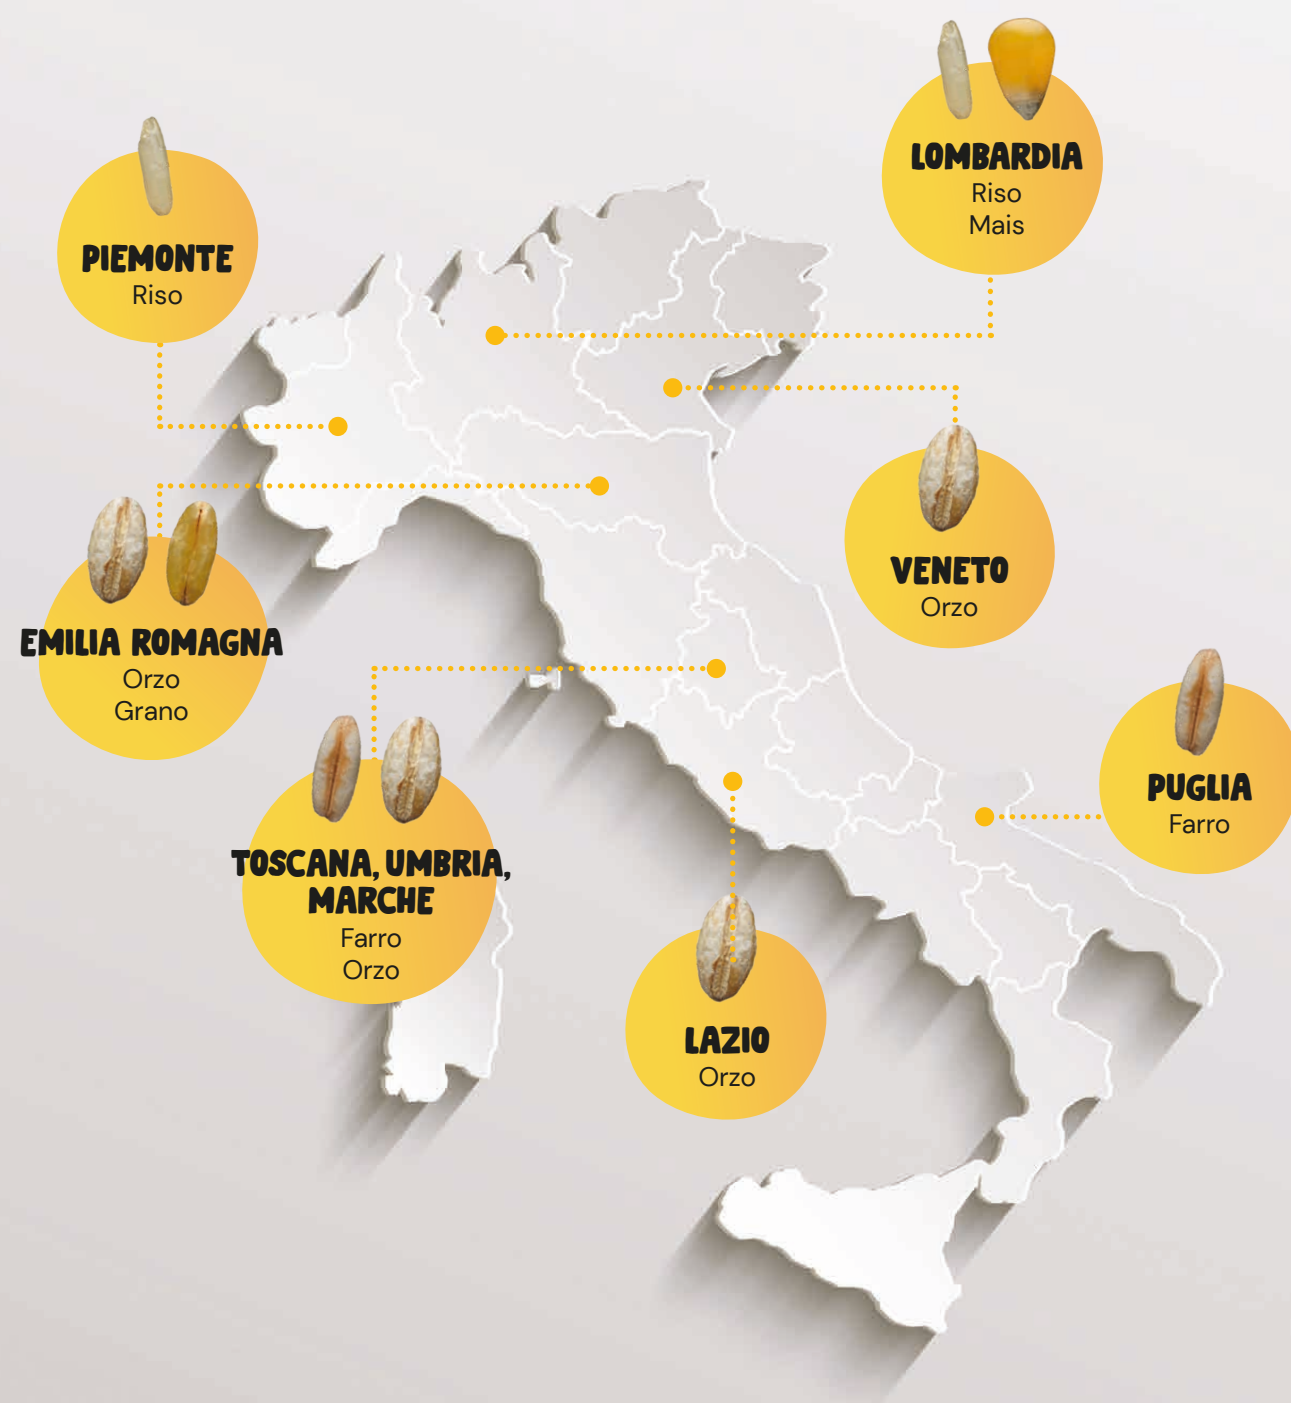 LOMBARDIA
Riso
Mais
PIEMONTE
Riso
VENETO
Orzo
EMILIA ROMAGNA
Orzo
Grano
PUGLIA
Farro
TOSCANA, UMBRIA,
MARCHE
Farro
Orzo
LAZIO
Orzo